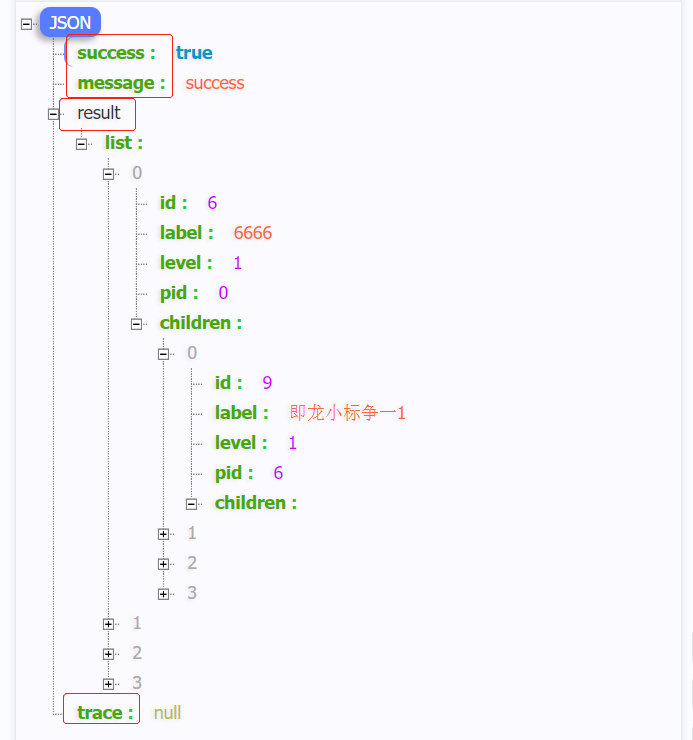 JSON
success : true
message : success
result
list :
0
id : 6
label : 6666
level : 1
pid : 0
children :
0
id : 9
label : 即龙小标争一1
level : 1
pid : 6
children :
1
2
3
1
2
3
trace : null